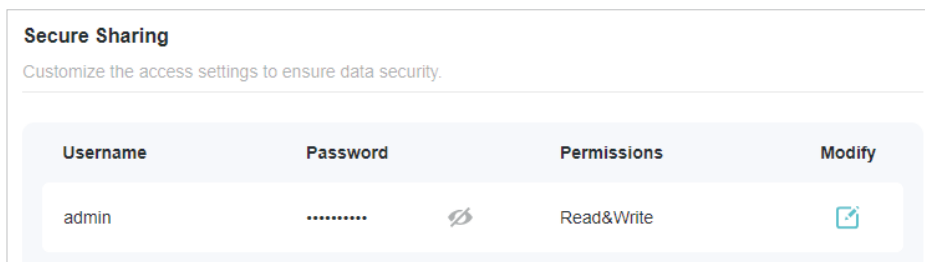 Secure Sharing
Customize the access settings to ensure data security.
Username Password Permissions Modify
admin •••••••••• Read&Write